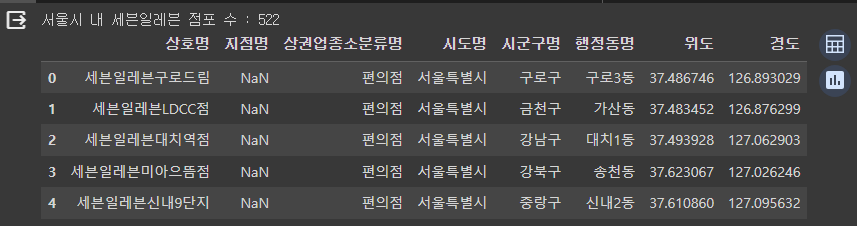 서울시 내 세븐일레븐 점포 수 : 522
상호명 지점명 상권업종소분류명 시도명 시군구명 행정동명 위도 경도
0 세븐일레븐구로드림 NaN 편의점 서울특별시 구로구 구로3동 37.486746 126.893029
1 세븐일레븐LDCC점 NaN 편의점 서울특별시 금천구 가산동 37.483452 126.876299
2 세븐일레븐대치역점 NaN 편의점 서울특별시 강남구 대치1동 37.493928 127.062903
3 세븐일레븐미아으뜸점 NaN 편의점 서울특별시 강북구 송천동 37.623067 127.026246
4 세븐일레븐신내9단지 NaN 편의점 서울특별시 중랑구 신내2동 37.610860 127.095632